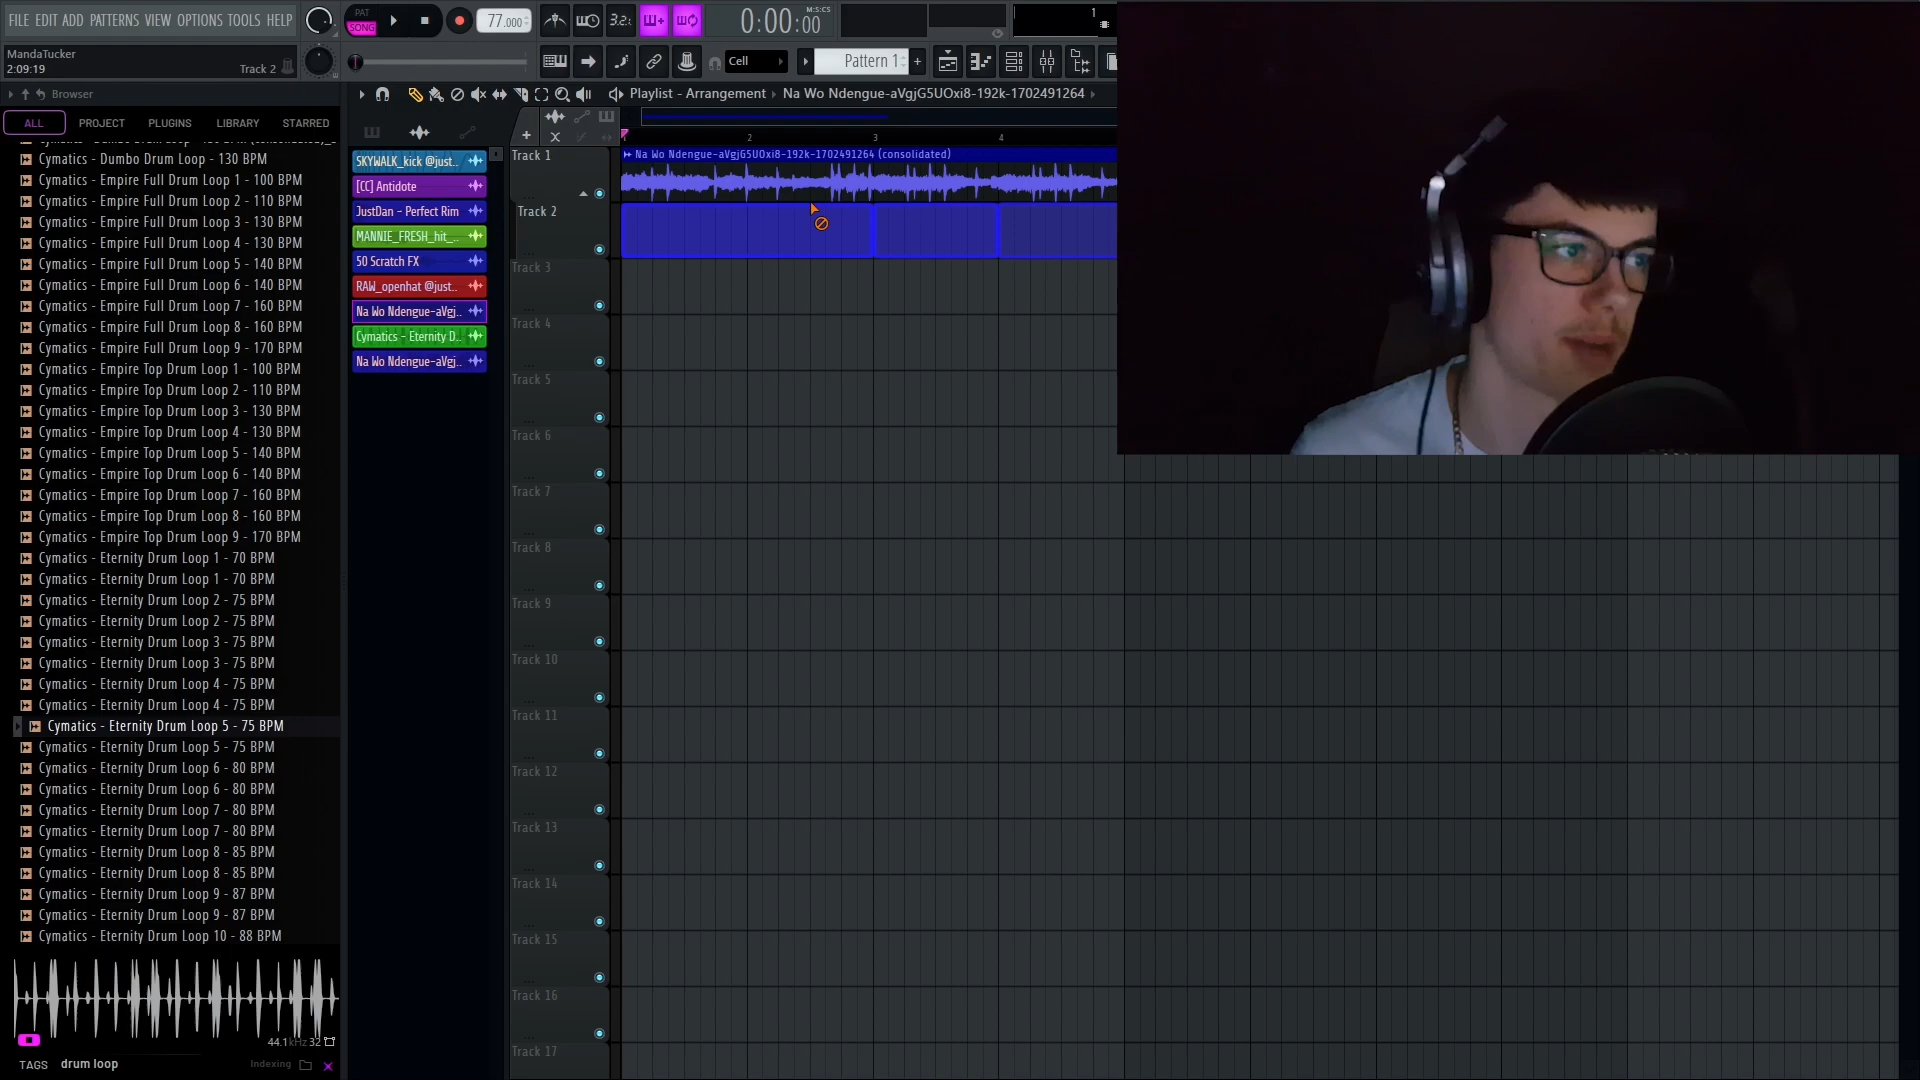 FILE EDIT ADD PATTERNS VIEW OPTIONS TOOLS HELP
PAT
SONG
77.000
3.2.
0:00:00
M:S:CS
1
MandaTucker
2:09:19
Track 2
Cell
Pattern 1
+
Browser
Playlist - Arrangement
Na Wo Ndengue-aVgjG5UOxi8-192k-1702491264
ALL
PROJECT
PLUGINS
LIBRARY
STARRED
Cymatics - Dumbo Drum Loop - 130 BPM
Cymatics - Empire Full Drum Loop 1 - 100 BPM
Cymatics - Empire Full Drum Loop 2 - 110 BPM
Cymatics - Empire Full Drum Loop 3 - 130 BPM
Cymatics - Empire Full Drum Loop 4 - 130 BPM
Cymatics - Empire Full Drum Loop 5 - 140 BPM
Cymatics - Empire Full Drum Loop 6 - 140 BPM
Cymatics - Empire Full Drum Loop 7 - 160 BPM
Cymatics - Empire Full Drum Loop 8 - 160 BPM
Cymatics - Empire Full Drum Loop 9 - 170 BPM
Cymatics - Empire Top Drum Loop 1 - 100 BPM
Cymatics - Empire Top Drum Loop 2 - 110 BPM
Cymatics - Empire Top Drum Loop 3 - 130 BPM
Cymatics - Empire Top Drum Loop 4 - 130 BPM
Cymatics - Empire Top Drum Loop 5 - 140 BPM
Cymatics - Empire Top Drum Loop 6 - 140 BPM
Cymatics - Empire Top Drum Loop 7 - 160 BPM
Cymatics - Empire Top Drum Loop 8 - 160 BPM
Cymatics - Empire Top Drum Loop 9 - 170 BPM
Cymatics - Eternity Drum Loop 1 - 70 BPM
Cymatics - Eternity Drum Loop 1 - 70 BPM
Cymatics - Eternity Drum Loop 2 - 75 BPM
Cymatics - Eternity Drum Loop 2 - 75 BPM
Cymatics - Eternity Drum Loop 3 - 75 BPM
Cymatics - Eternity Drum Loop 3 - 75 BPM
Cymatics - Eternity Drum Loop 4 - 75 BPM
Cymatics - Eternity Drum Loop 4 - 75 BPM
Cymatics - Eternity Drum Loop 5 - 75 BPM
Cymatics - Eternity Drum Loop 5 - 75 BPM
Cymatics - Eternity Drum Loop 6 - 80 BPM
Cymatics - Eternity Drum Loop 6 - 80 BPM
Cymatics - Eternity Drum Loop 7 - 80 BPM
Cymatics - Eternity Drum Loop 7 - 80 BPM
Cymatics - Eternity Drum Loop 8 - 85 BPM
Cymatics - Eternity Drum Loop 8 - 85 BPM
Cymatics - Eternity Drum Loop 9 - 87 BPM
Cymatics - Eternity Drum Loop 9 - 87 BPM
Cymatics - Eternity Drum Loop 10 - 88 BPM
44.1kHz 32
TAGS drum loop
Indexing
SKYWALK_kick @just..
[CC] Antidote
JustDan - Perfect Rim
MANNIE_FRESH_hit_..
50 Scratch FX
RAW_openhat @just..
Na Wo Ndengue-aVgj..
Cymatics - Eternity D..
Na Wo Ndengue-aVgj..
2
3
4
Na Wo Ndengue-aVgjG5UOxi8-192k-1702491264 (consolidated)
Track 1
Track 2
Track 3
Track 4
Track 5
Track 6
Track 7
Track 8
Track 9
Track 10
Track 11
Track 12
Track 13
Track 14
Track 15
Track 16
Track 17